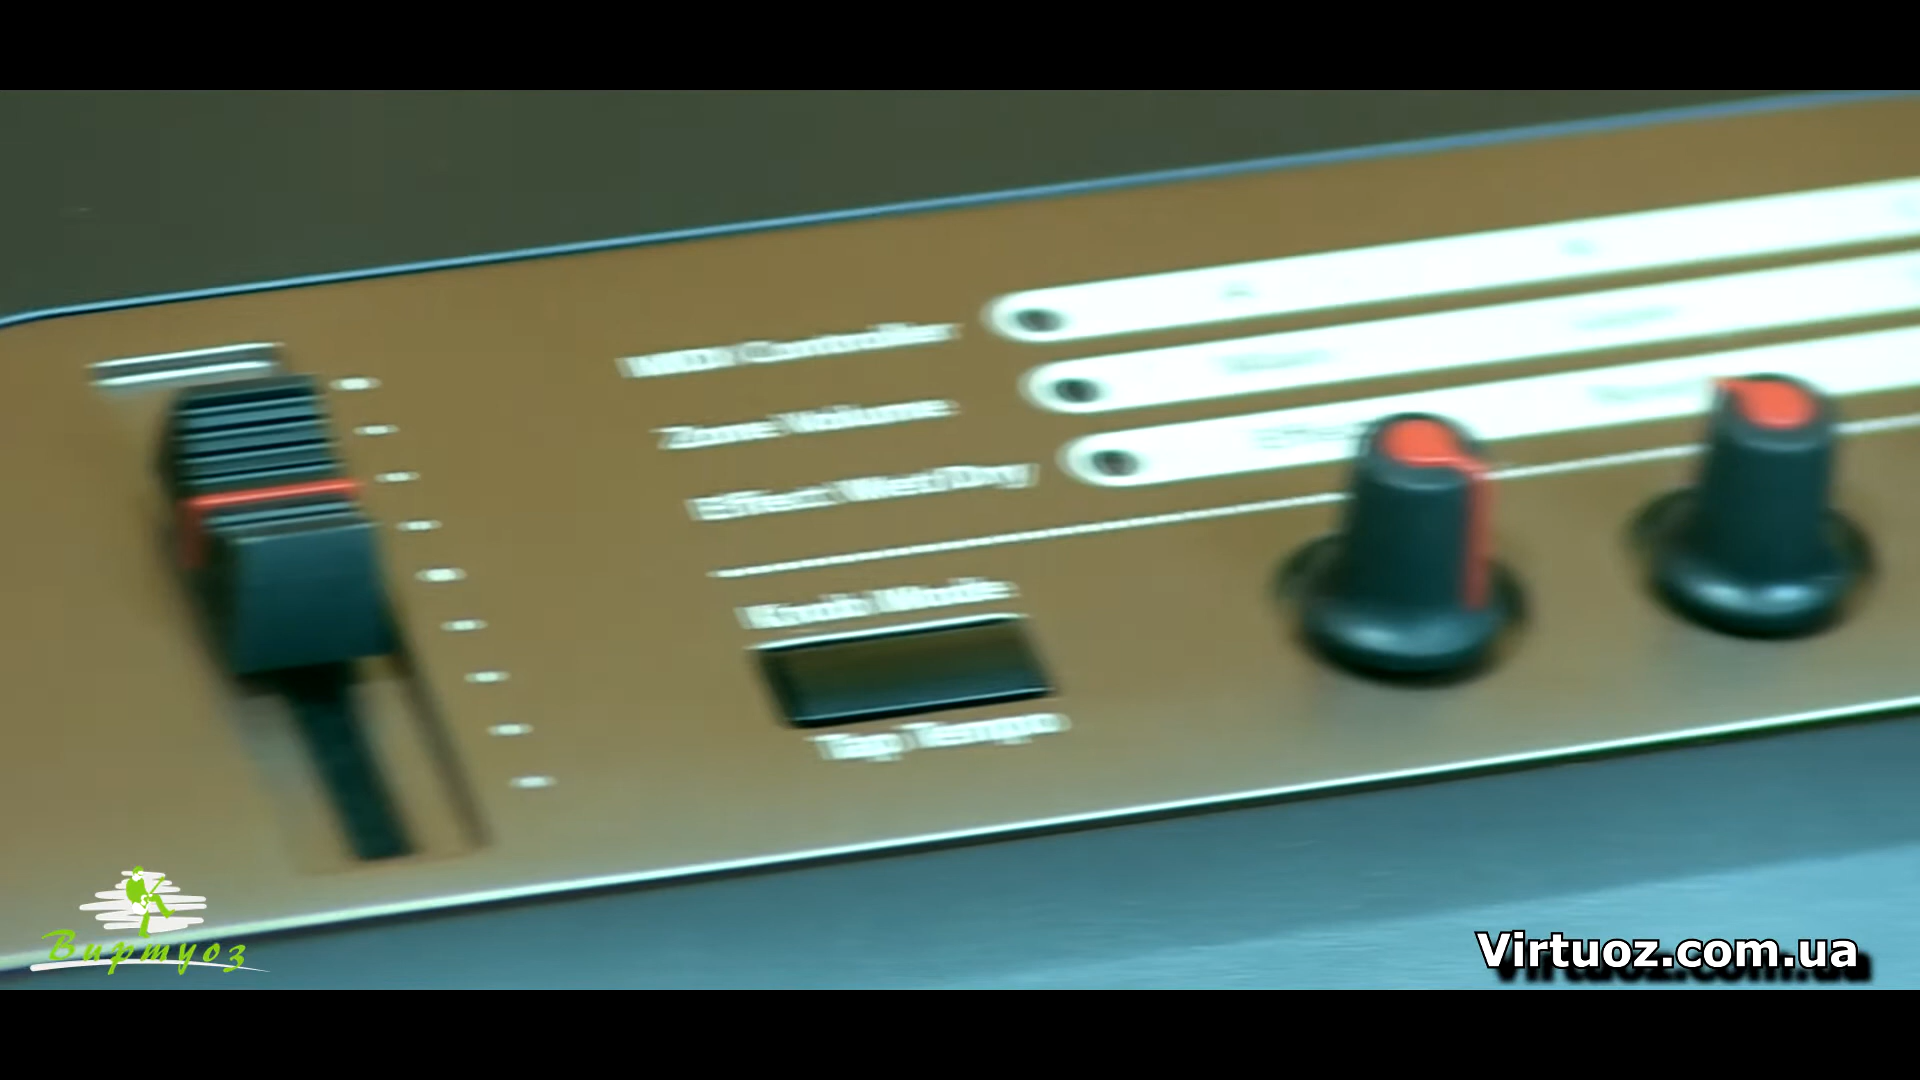 MIDI Controller
Zone Volume
Effect Wet/Dry
Knob Mode
Tap Tempo
Виртуоз
Virtuoz.com.ua